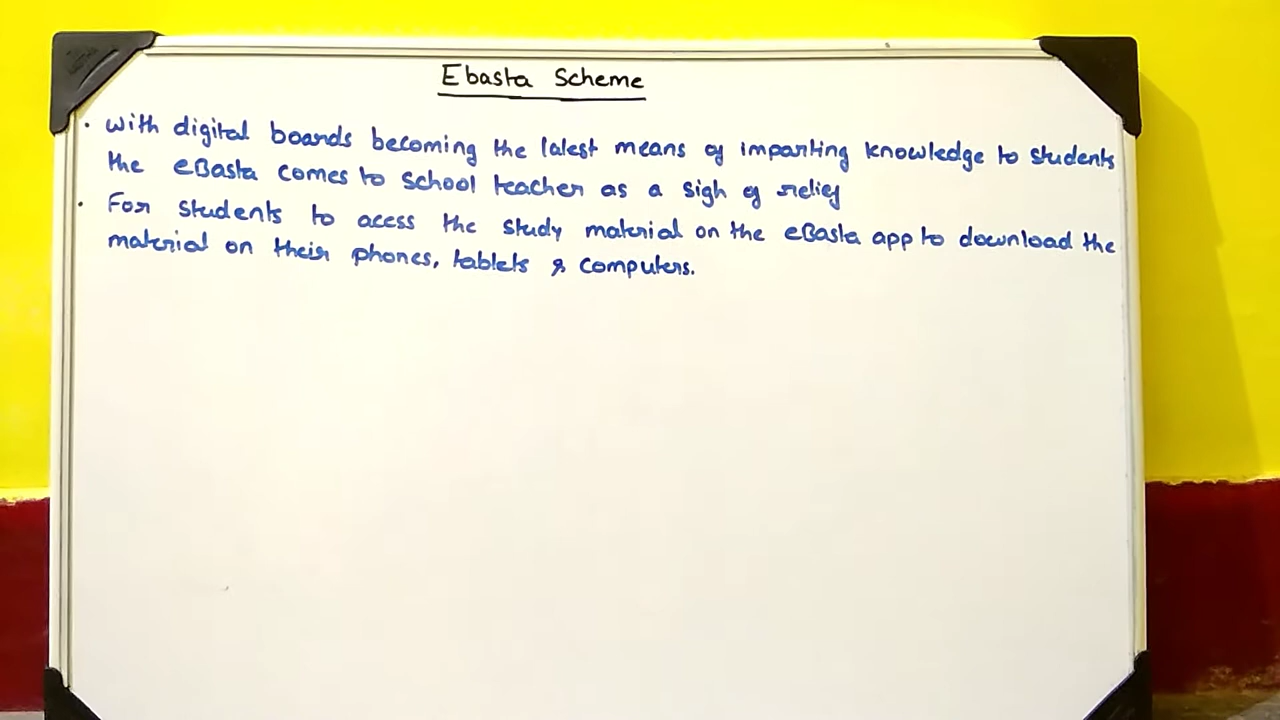 Ebasta Scheme
• with digital boards becoming the latest means of imparting knowledge to students
the eBasta comes to school teacher as a sigh of relief
• For students to acess the study material on the eBasta app to download the
material on their phones, tablets & computers.